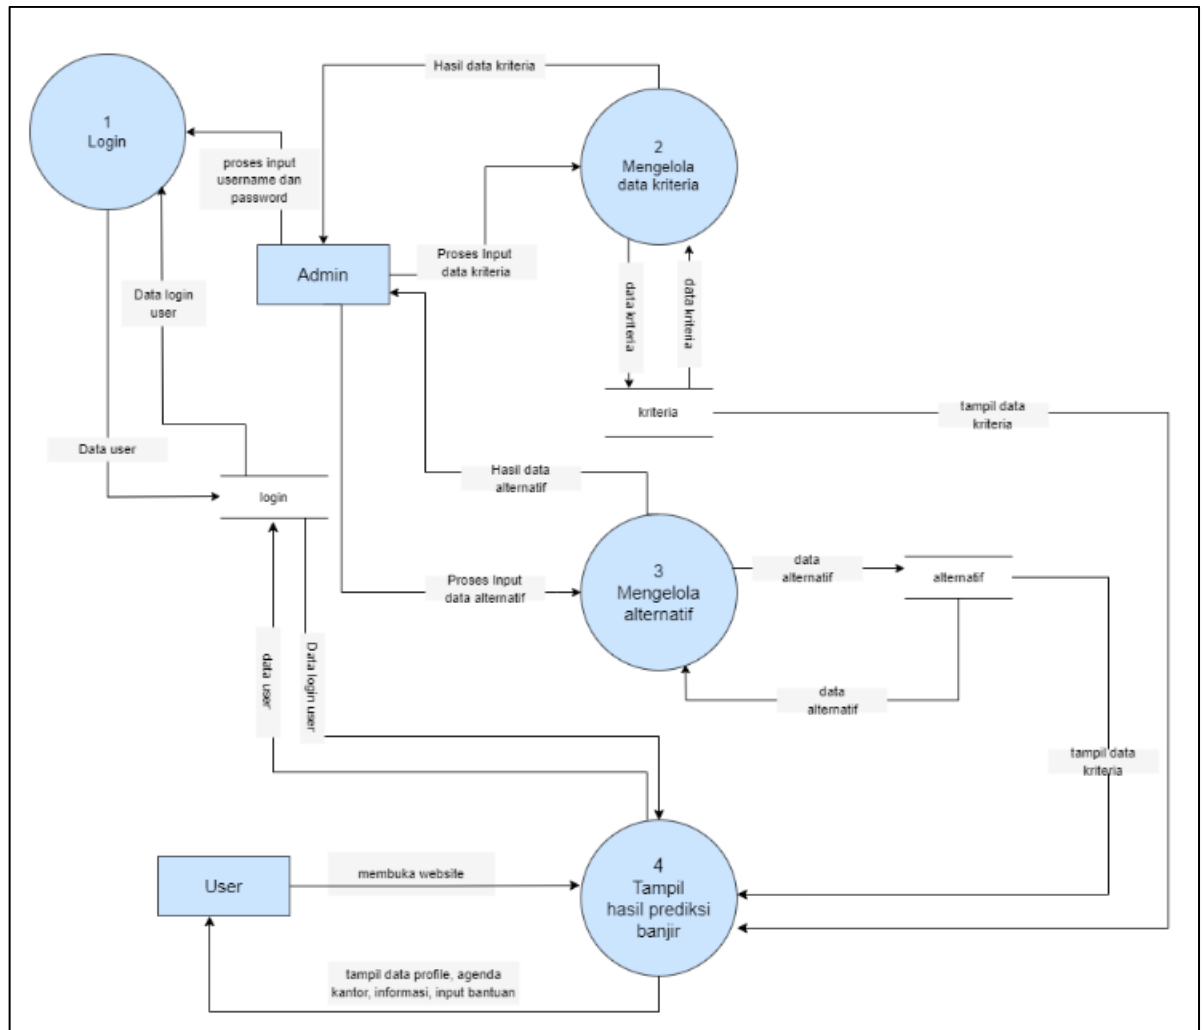 Hasil data kriteria
1
Login
proses input
username dan
password
2
Mengelola
data kriteria
Admin
Proses Input
data kriteria
Data login
user
data kriteria
data kriteria
kriteria
tampil data
kriteria
Data user
login
Hasil data
alternatif
3
Mengelola
alternatif
data
alternatif
alternatif
Proses Input
data alternatif
data user
Data login user
data
alternatif
tampil data
kriteria
User
membuka website
4
Tampil
hasil prediksi
banjir
tampil data profile, agenda
kantor, informasi, input bantuan